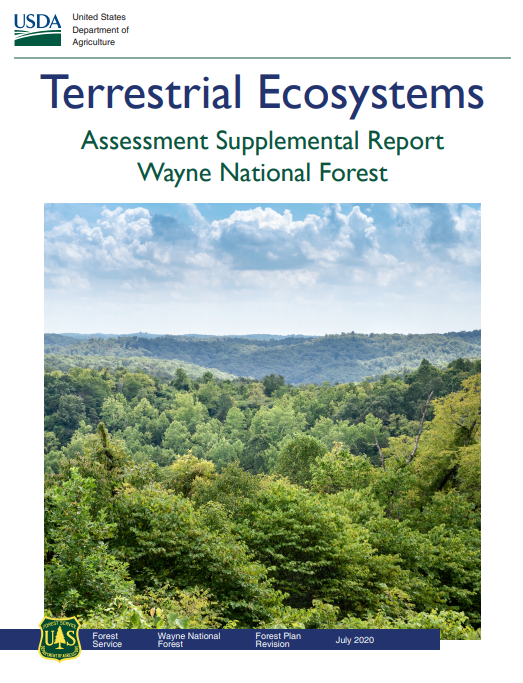 USDA
United States
Department of
Agriculture
Terrestrial Ecosystems
Assessment Supplemental Report
Wayne National Forest
FOREST SERVICE
U S
DEPARTMENT OF AGRICULTURE
Forest
Service
Wayne National
Forest
Forest Plan
Revision
July 2020